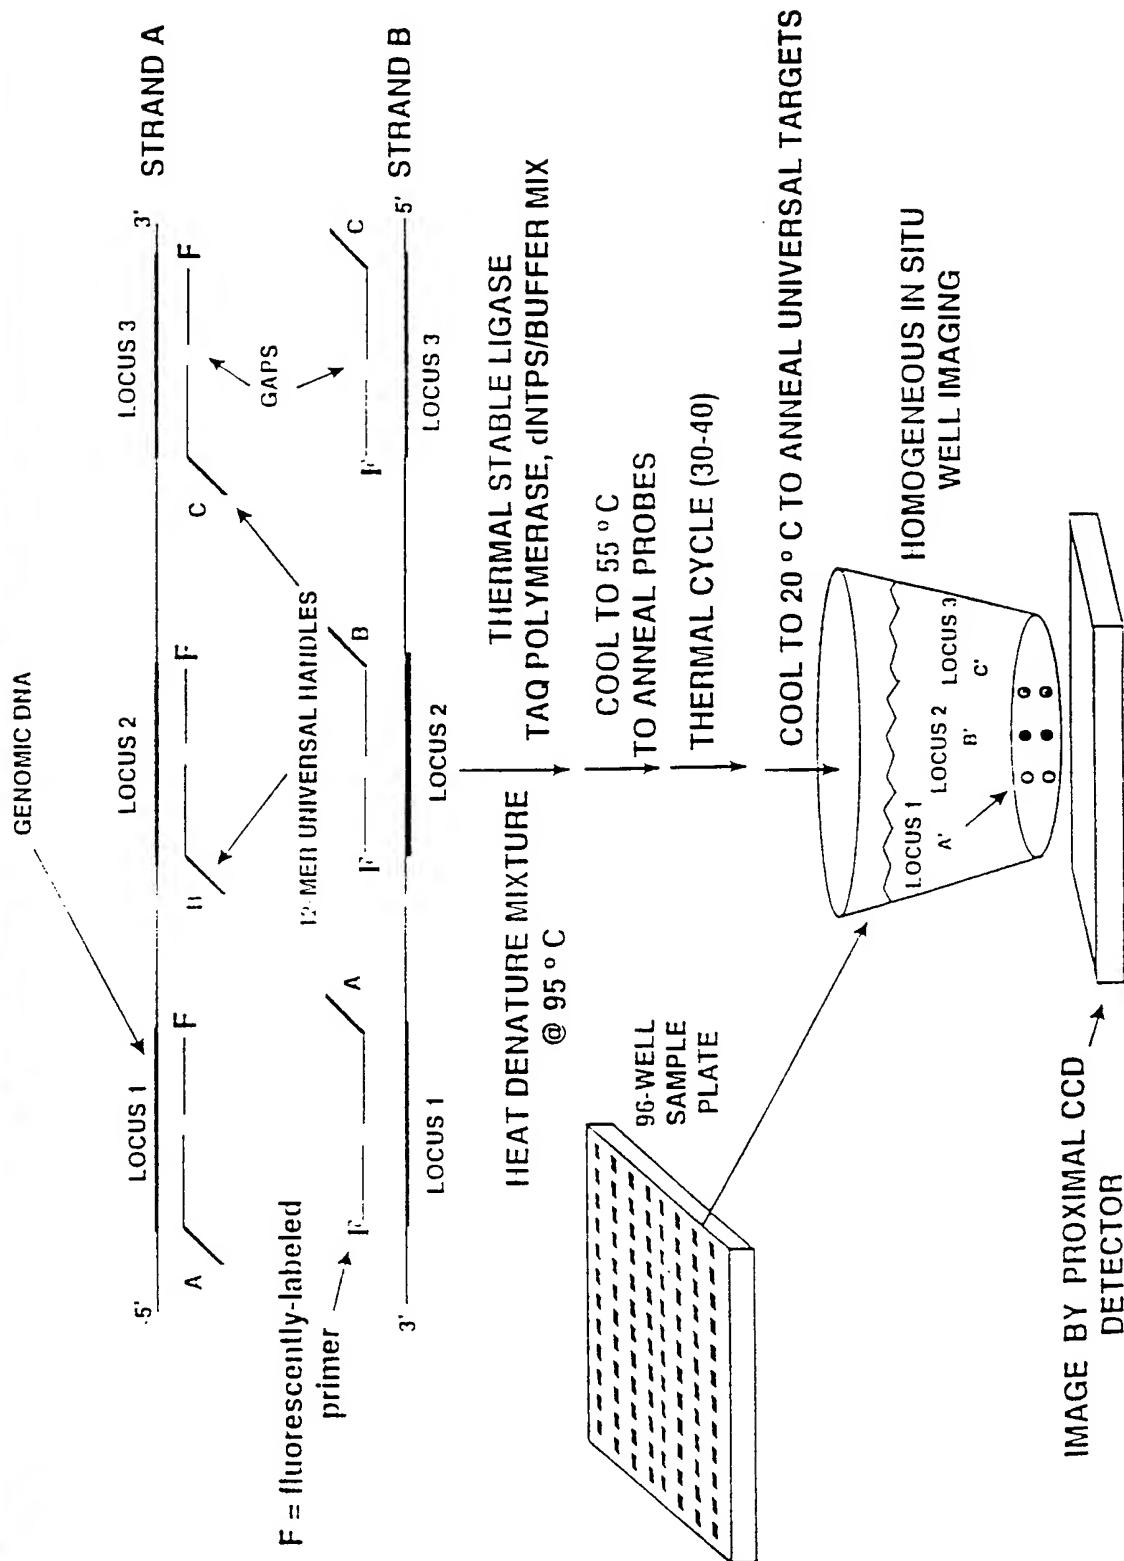 GENOMIC DNA
LOCUS 1
LOCUS 2
LOCUS 3
-5'
3'
STRAND A
F
F
F
A
B
C
GAPS
12-MER UNIVERSAL HANDLES
F = fluorescently-labeled
primer
F
F
F
A
B
C
3'
5'
STRAND B
LOCUS 1
LOCUS 2
LOCUS 3
HEAT DENATURE MIXTURE
@ 95 °C
THERMAL STABLE LIGASE
TAQ POLYMERASE, dNTPS/BUFFER MIX
COOL TO 55 °C
TO ANNEAL PROBES
THERMAL CYCLE (30-40)
COOL TO 20 °C TO ANNEAL UNIVERSAL TARGETS
96-WELL
SAMPLE
PLATE
LOCUS 1
A'
LOCUS 2
B'
LOCUS 3
C'
HOMOGENEOUS IN SITU
WELL IMAGING
IMAGE BY PROXIMAL CCD
DETECTOR